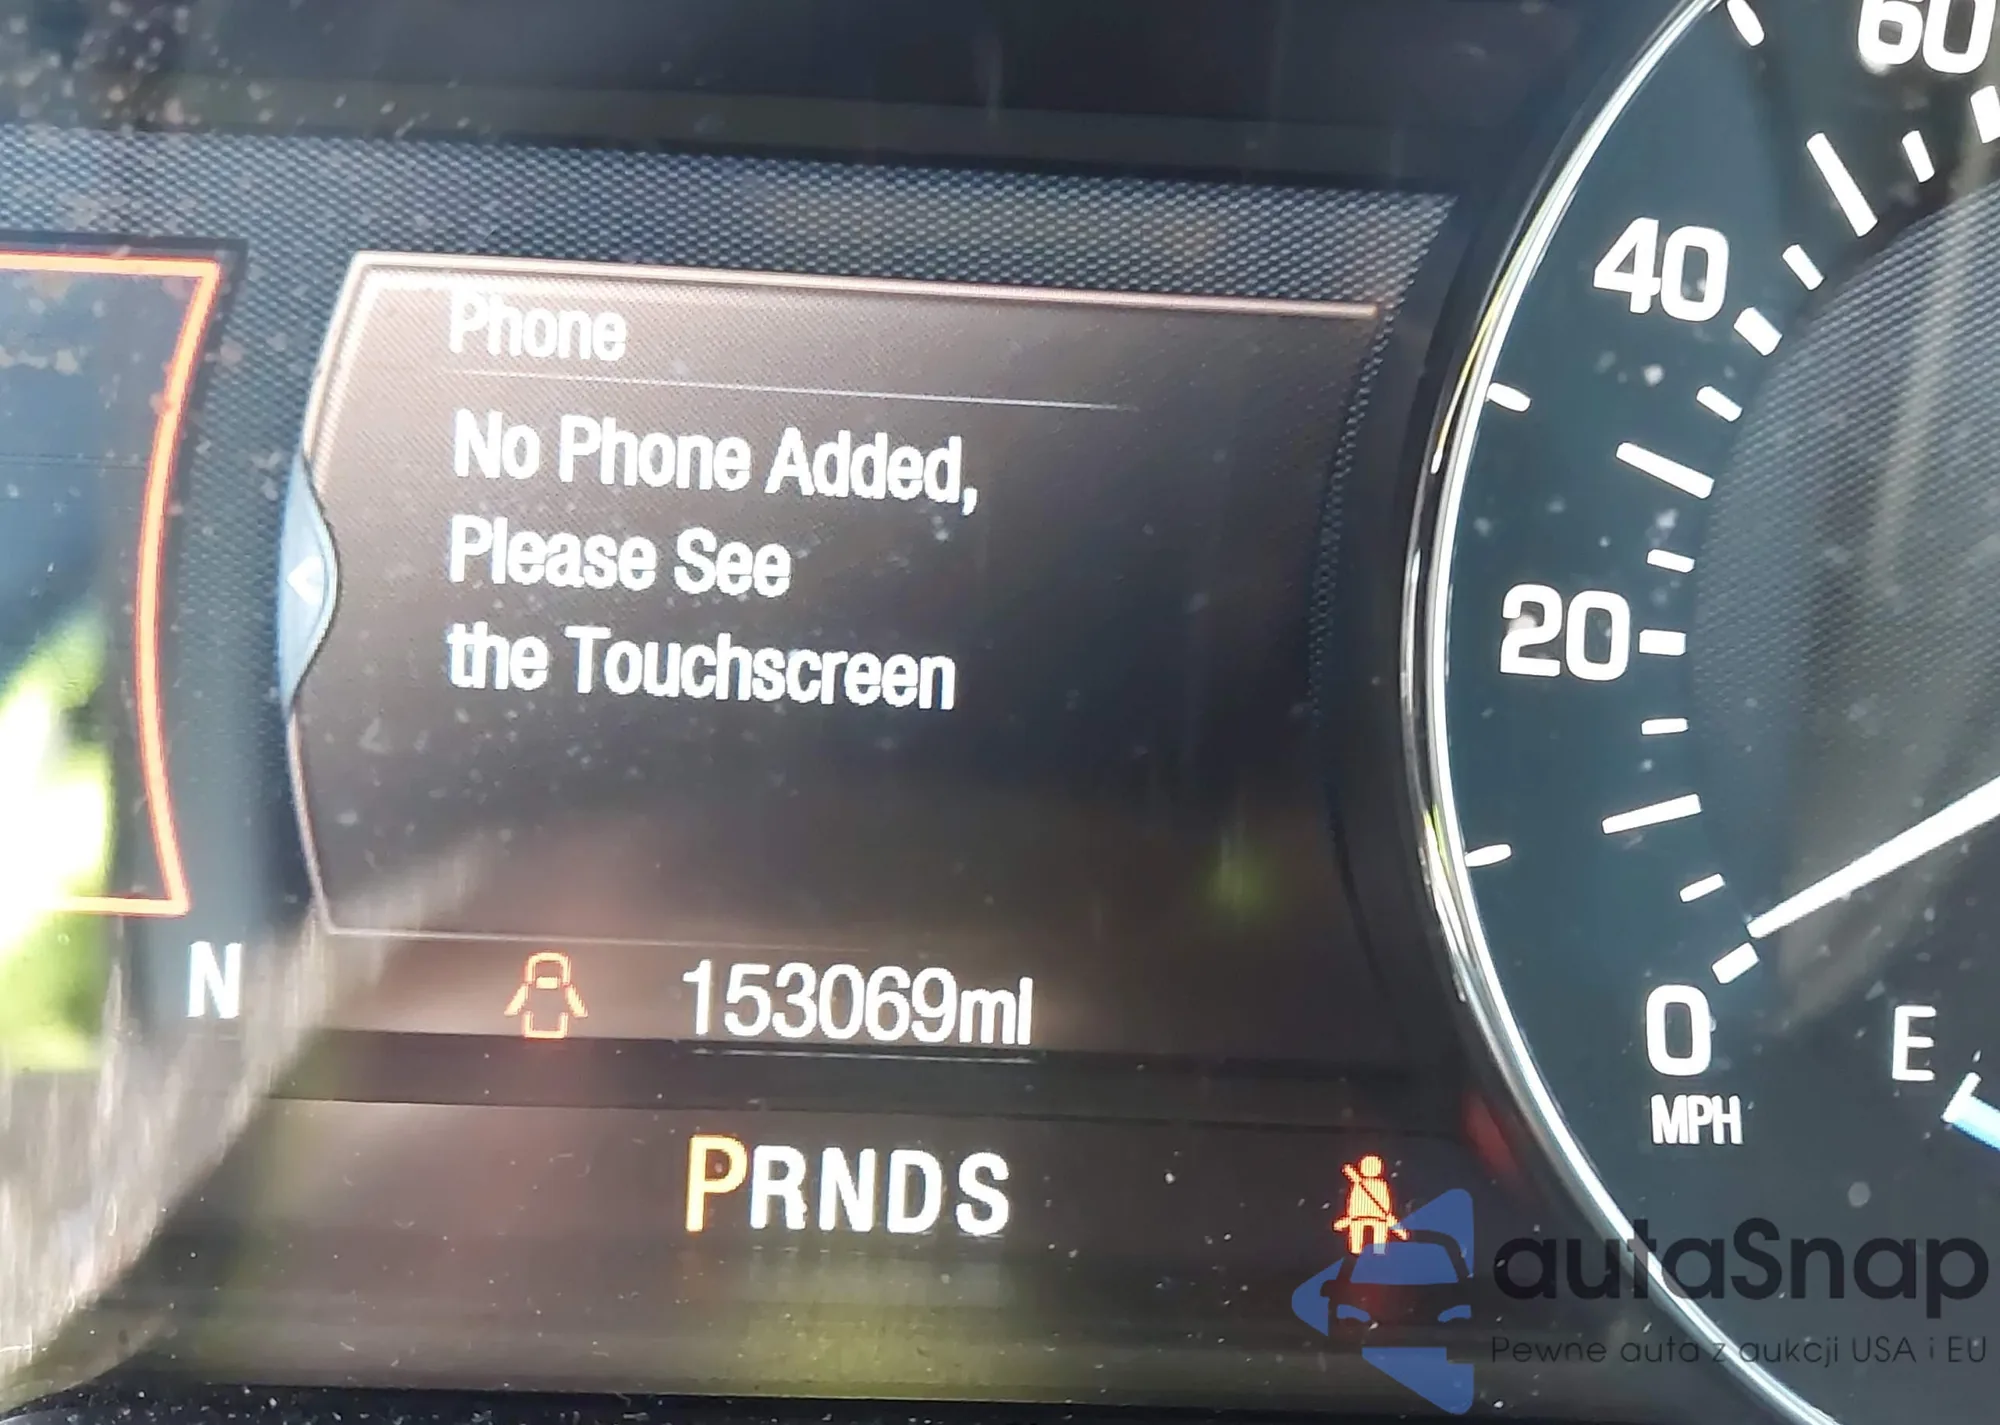 60
Phone
40
No Phone Added,
Please See
20
the Touchscreen
N
153069ml
0
E
MPH
PRNDS
autaSnap
Pewne auta z aukcji USA i EU